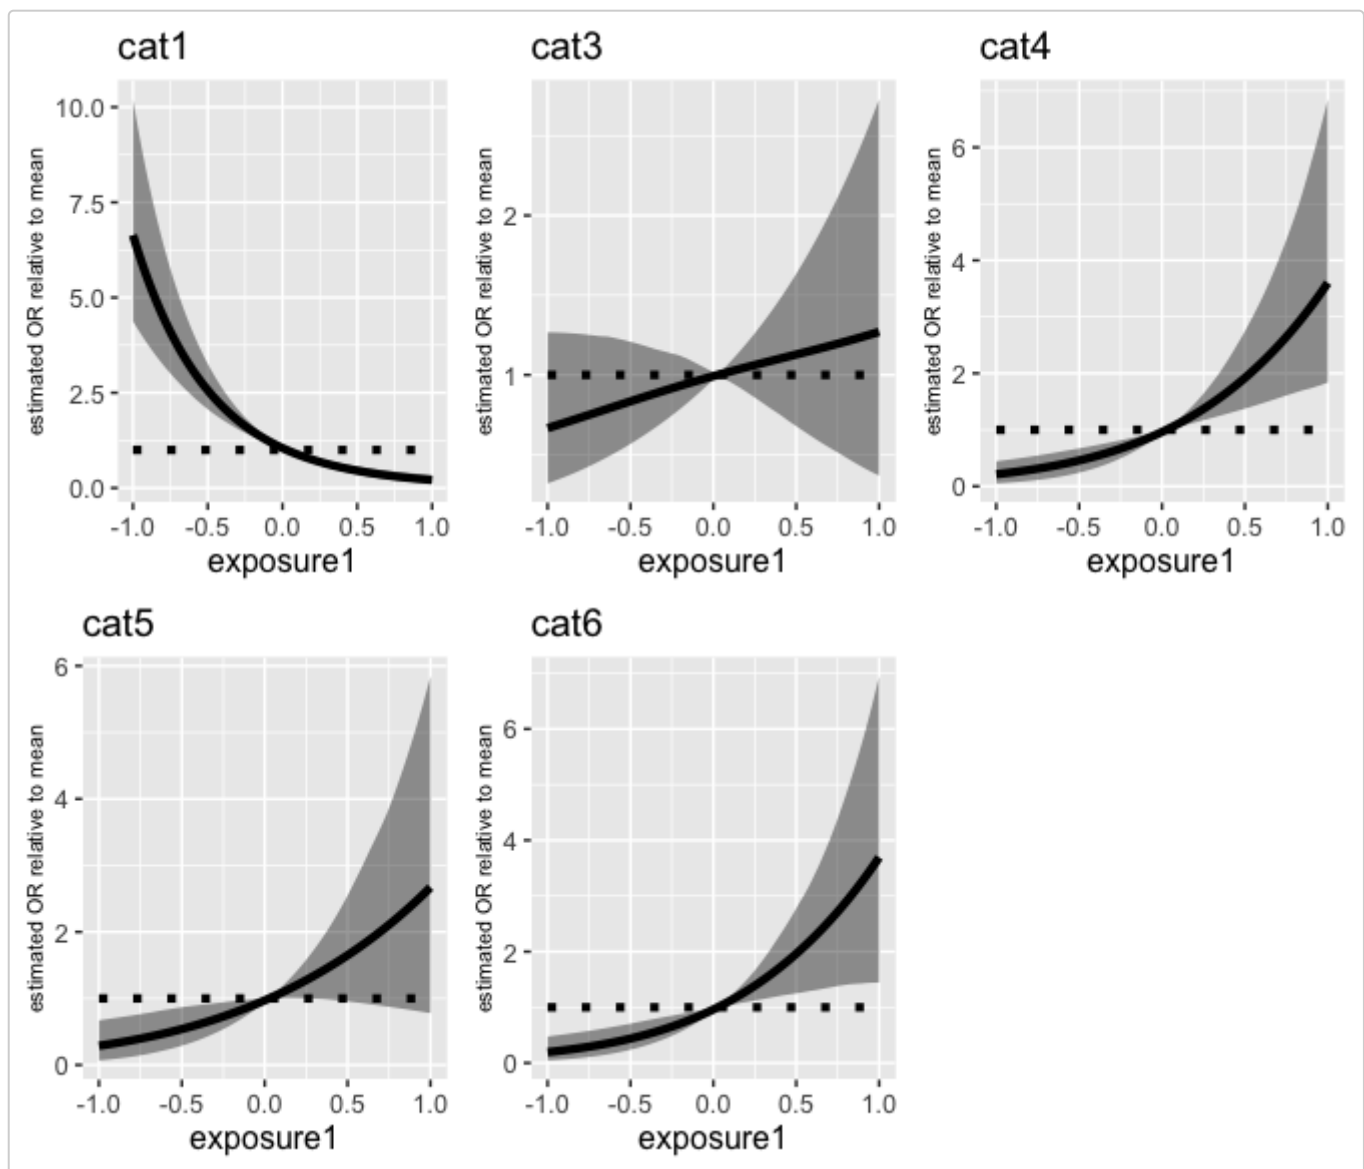 cat1
cat3
cat4
estimated OR relative to mean
10.0
7.5
5.0
2.5
0.0
-1.0 -0.5 0.0 0.5 1.0
exposure1
estimated OR relative to mean
2
1
-1.0 -0.5 0.0 0.5 1.0
exposure1
estimated OR relative to mean
6
4
2
0
-1.0 -0.5 0.0 0.5 1.0
exposure1
cat5
cat6
estimated OR relative to mean
6
4
2
0
-1.0 -0.5 0.0 0.5 1.0
exposure1
estimated OR relative to mean
6
4
2
0
-1.0 -0.5 0.0 0.5 1.0
exposure1